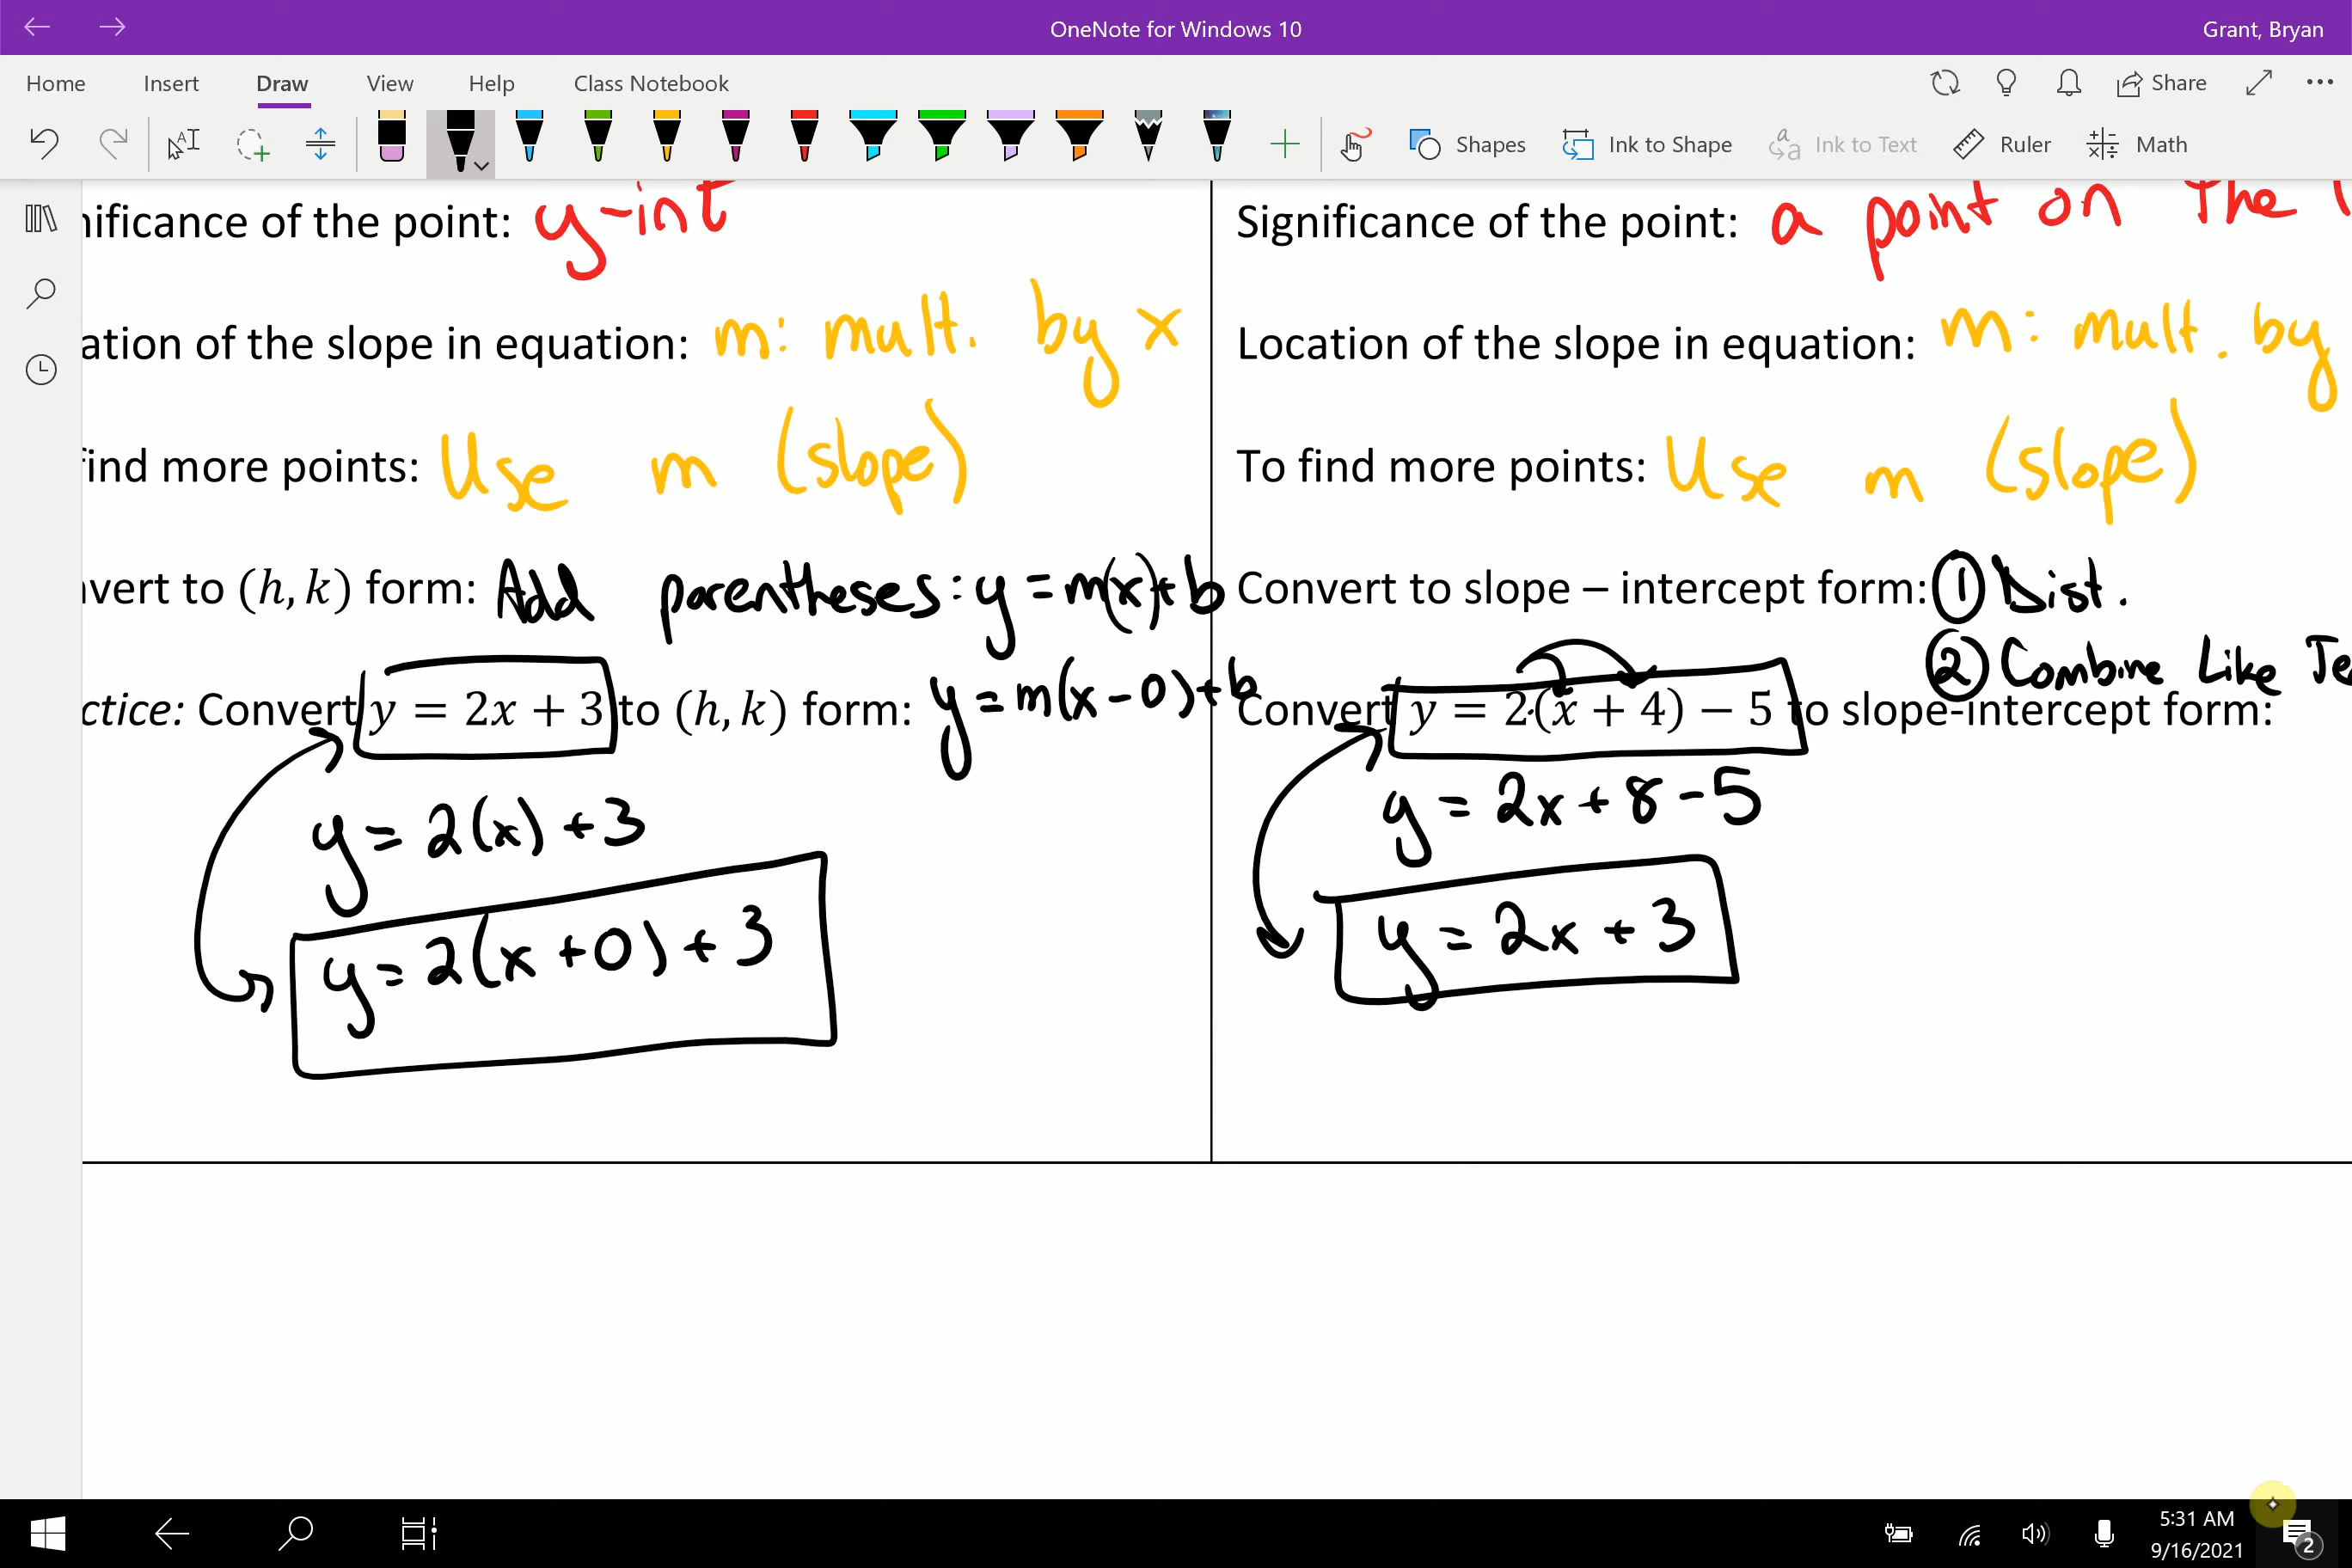 OneNote for Windows 10
Grant, Bryan
Home Insert Draw View Help Class Notebook
Share
Shapes Ink to Shape Ink to Text Ruler Math
nificance of the point: y-int
ation of the slope in equation: m: mult. by x
find more points: Use m (slope)
nvert to (h, k) form: Add parentheses: y = m(x) + b
y = m(x - 0) + b
ctice: Convert y = 2x + 3 to (h, k) form:
y = 2(x) + 3
y = 2(x + 0) + 3
Significance of the point: a point on the l
Location of the slope in equation: m: mult. by
To find more points: Use m (slope)
Convert to slope – intercept form: ① Dist.
② Combine Like Te
Convert y = 2·(x + 4) − 5 to slope-intercept form:
y = 2x + 8 - 5
y = 2x + 3
5:31 AM
9/16/2021
2